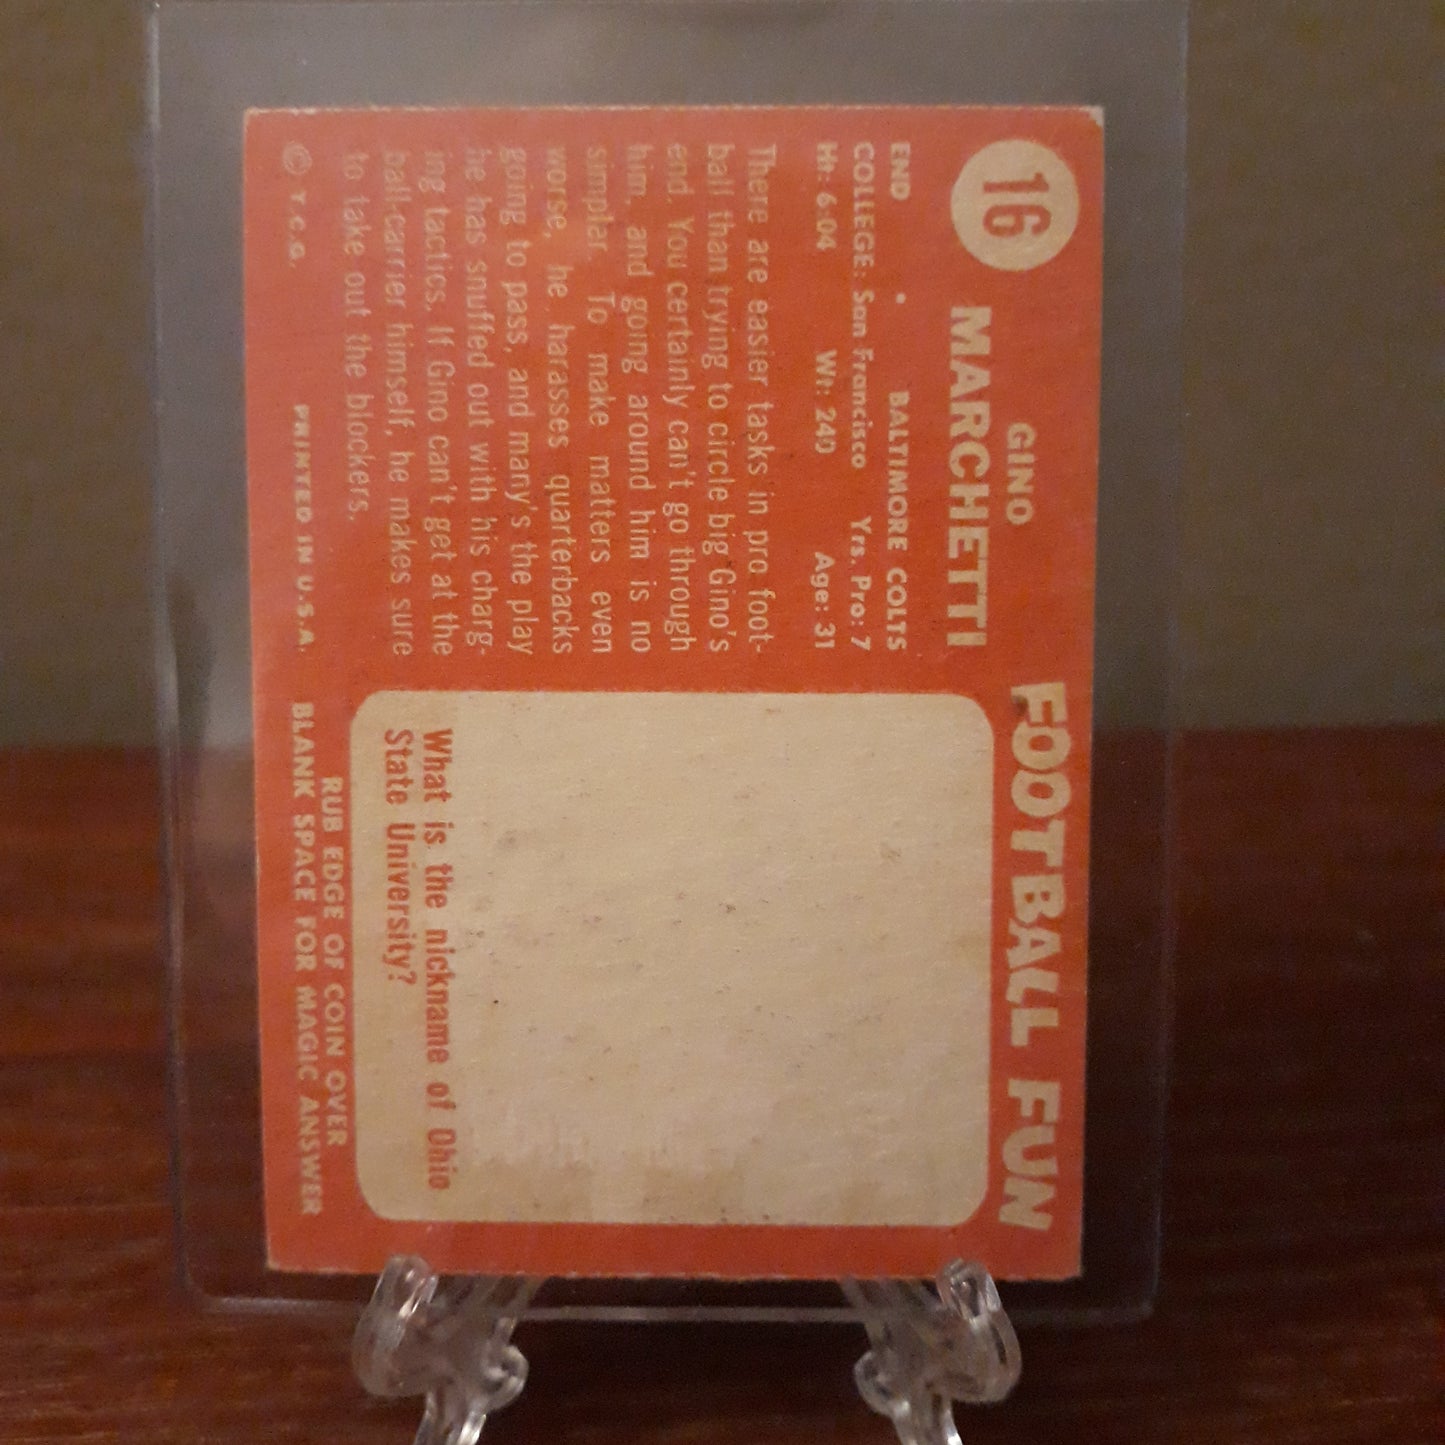 16
GINO
MARCHETTI
END BALTIMORE COLTS
COLLEGE: San Francisco Yrs. Pro: 7
Ht: 6-04 Wt: 240 Age: 31
There are easier tasks in pro foot-
ball than trying to circle big Gino's
end. You certainly can't go through
him, and going around him is no
simpler. To make matters even
worse, he harasses quarterbacks
going to pass, and many's the play
he has snuffed out with his charg-
ing tactics. If Gino can't get at the
ball-carrier himself, he makes sure
to take out the blockers.
© T.C.G. PRINTED IN U.S.A.
FOOTBALL FUN
What is the nickname of Ohio
State University?
RUB EDGE OF COIN OVER
BLANK SPACE FOR MAGIC ANSWER